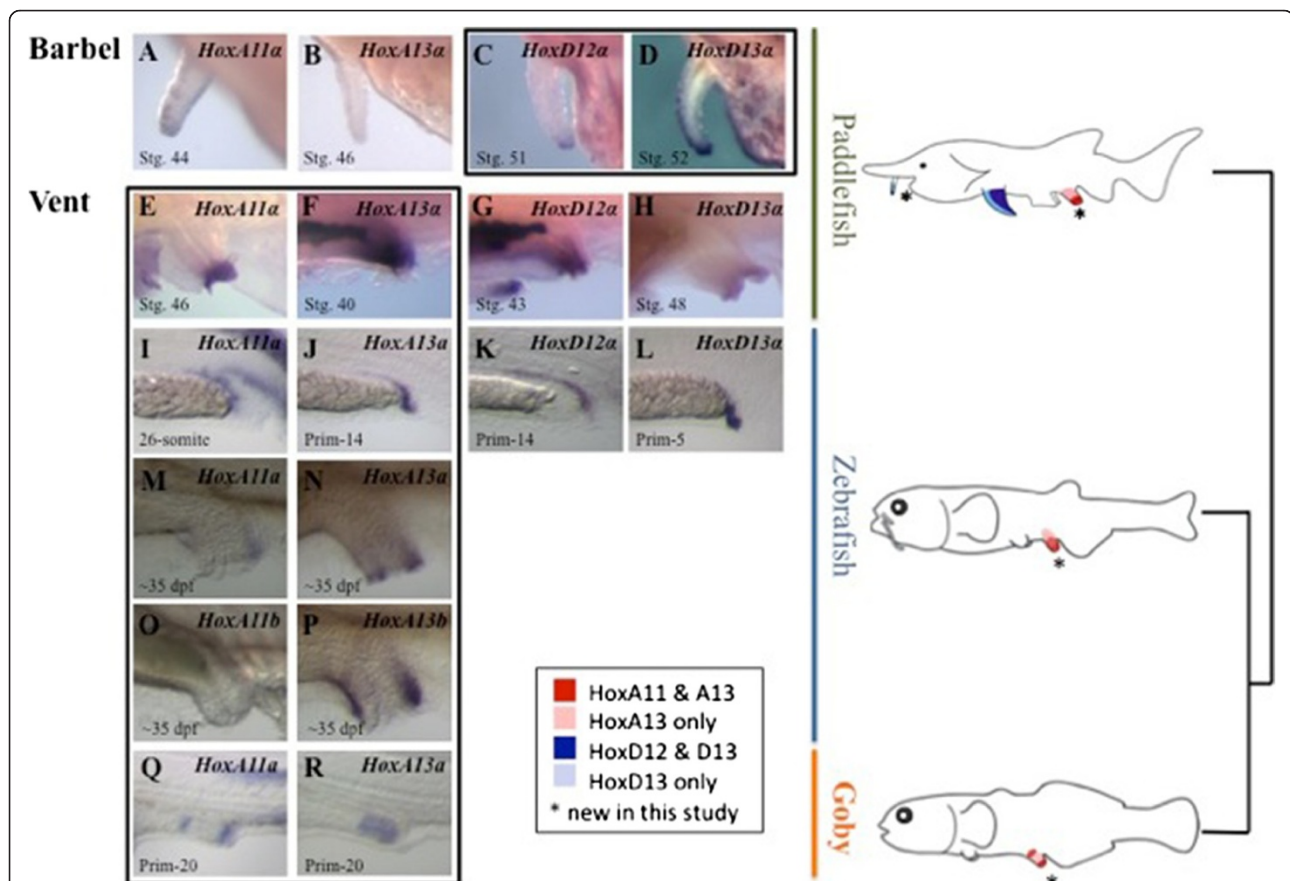 Barbel
A HoxA11α
Stg. 44
B HoxA13α
Stg. 46
C HoxD12α
Stg. 51
D HoxD13α
Stg. 52
Vent
E HoxA11α
Stg. 46
F HoxA13α
Stg. 40
G HoxD12α
Stg. 43
H HoxD13α
Stg. 48
I HoxA11a
26-somite
J HoxA13a
Prim-14
K HoxD12α
Prim-14
L HoxD13α
Prim-5
M HoxA11a
~35 dpf
N HoxA13a
~35 dpf
O HoxA11b
~35 dpf
P HoxA13b
~35 dpf
Q HoxA11a
Prim-20
R HoxA13a
Prim-20
HoxA11 & A13
HoxA13 only
HoxD12 & D13
HoxD13 only
* new in this study
Paddlefish
*
*
Zebrafish
*
Goby
*